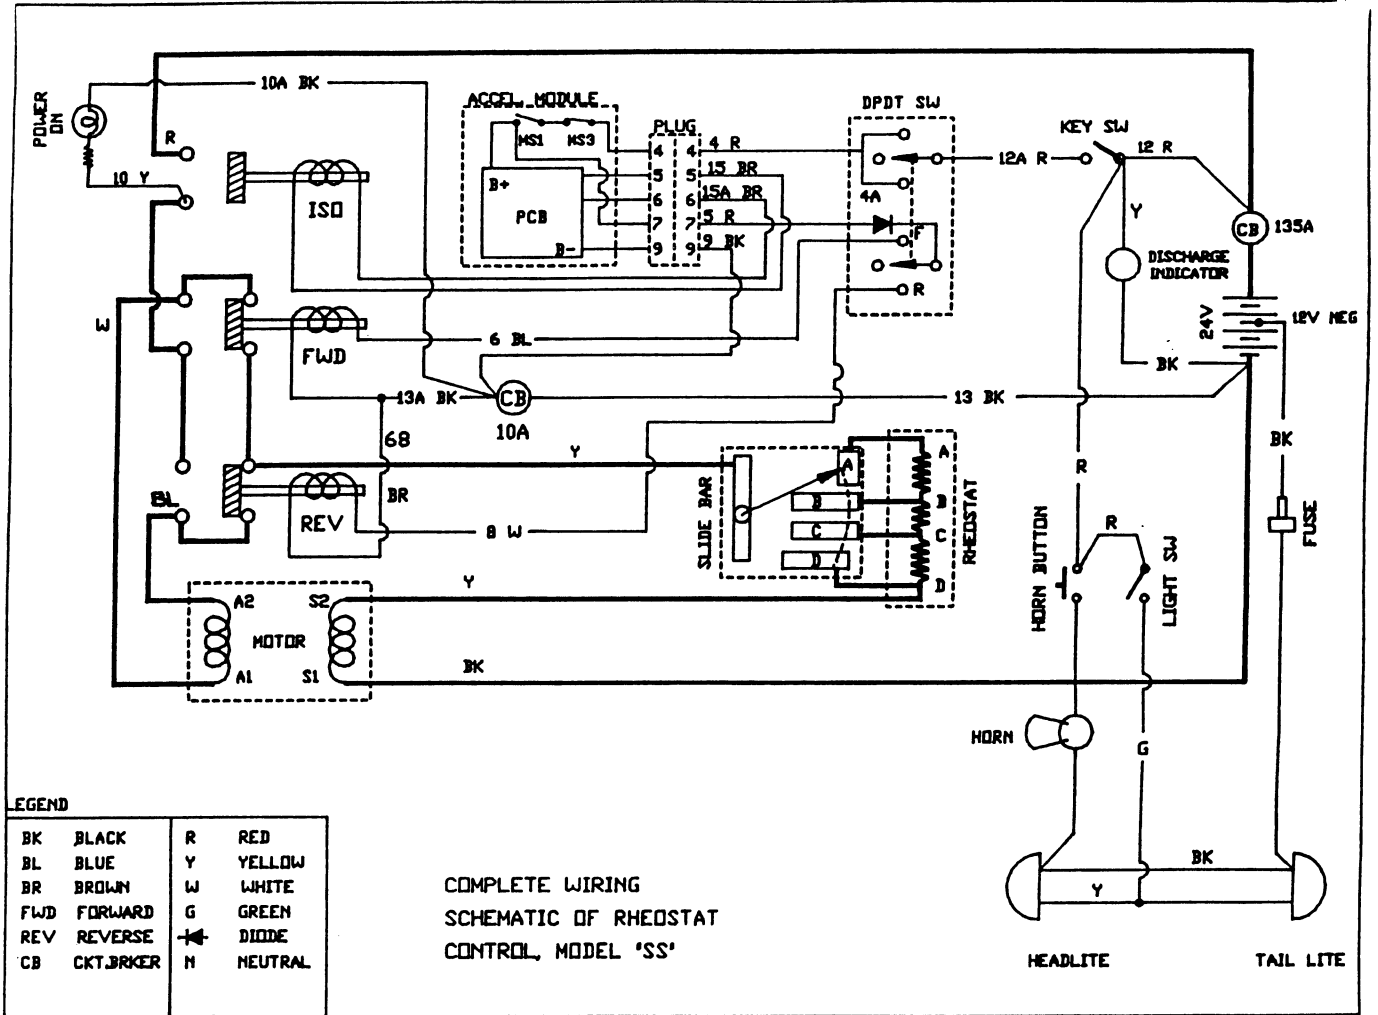 POWER ON
10A BK
R
10 Y
ISO
ACCEL. MODULE
MS1
MS3
B+
PCB
B-
PLUG
4 4
5 5
6 6
7 7
9 9
4 R
15 BR
15A BR
5 R
9 BK
DPDT SW
4A
F
R
12A R
KEY SW
12 R
Y
CB
135A
DISCHARGE
INDICATOR
24V
12V NEG
BK
W
FWD
6 BL
13A BK
CB
10A
13 BK
68
BR
BL
REV
8 W
Y
SLIDE BAR
A
B
C
D
A
B
C
D
RHEOSTAT
R
BK
FUSE
HORN BUTTON
R
LIGHT SW
A2
S2
MOTOR
A1
S1
Y
BK
HORN
G
BK
Y
HEADLITE
TAIL LITE
LEGEND
BK BLACK R RED
BL BLUE Y YELLOW
BR BROWN W WHITE
FWD FORWARD G GREEN
REV REVERSE DIODE
CB CKT.BRKER N NEUTRAL
COMPLETE WIRING
SCHEMATIC OF RHEOSTAT
CONTROL, MODEL 'SS'